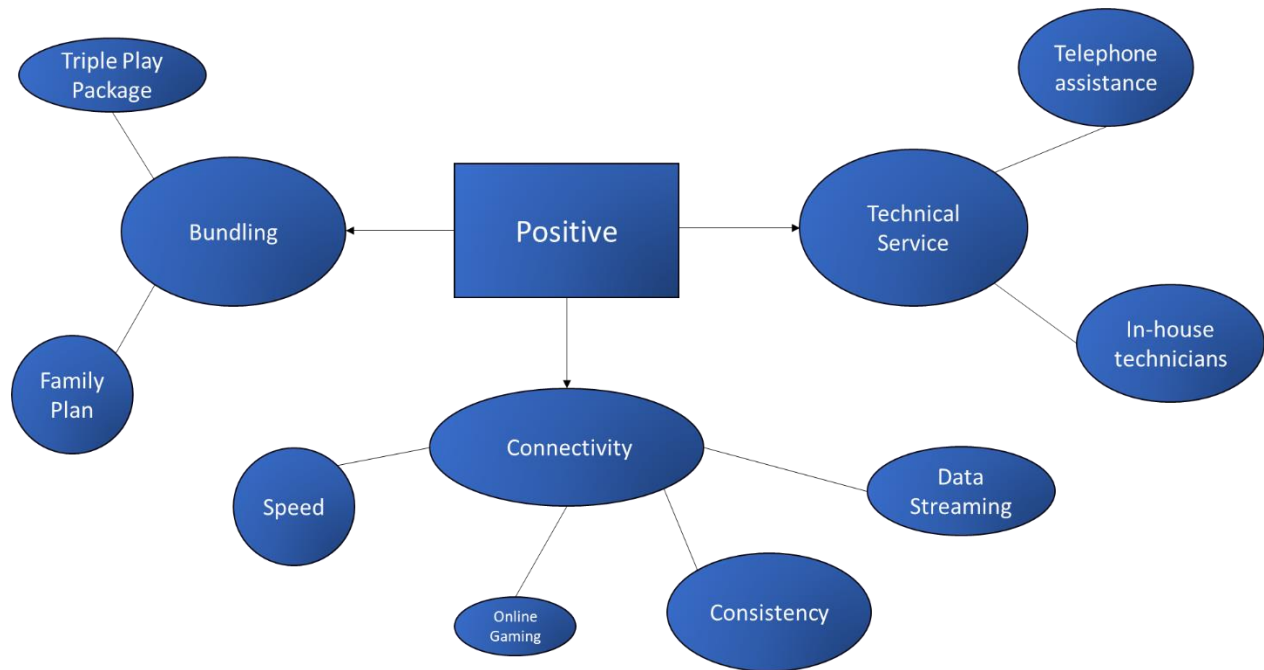 Triple Play
Package
Telephone
assistance
Bundling
Positive
Technical
Service
Family
Plan
In-house
technicians
Connectivity
Speed
Data
Streaming
Online
Gaming
Consistency